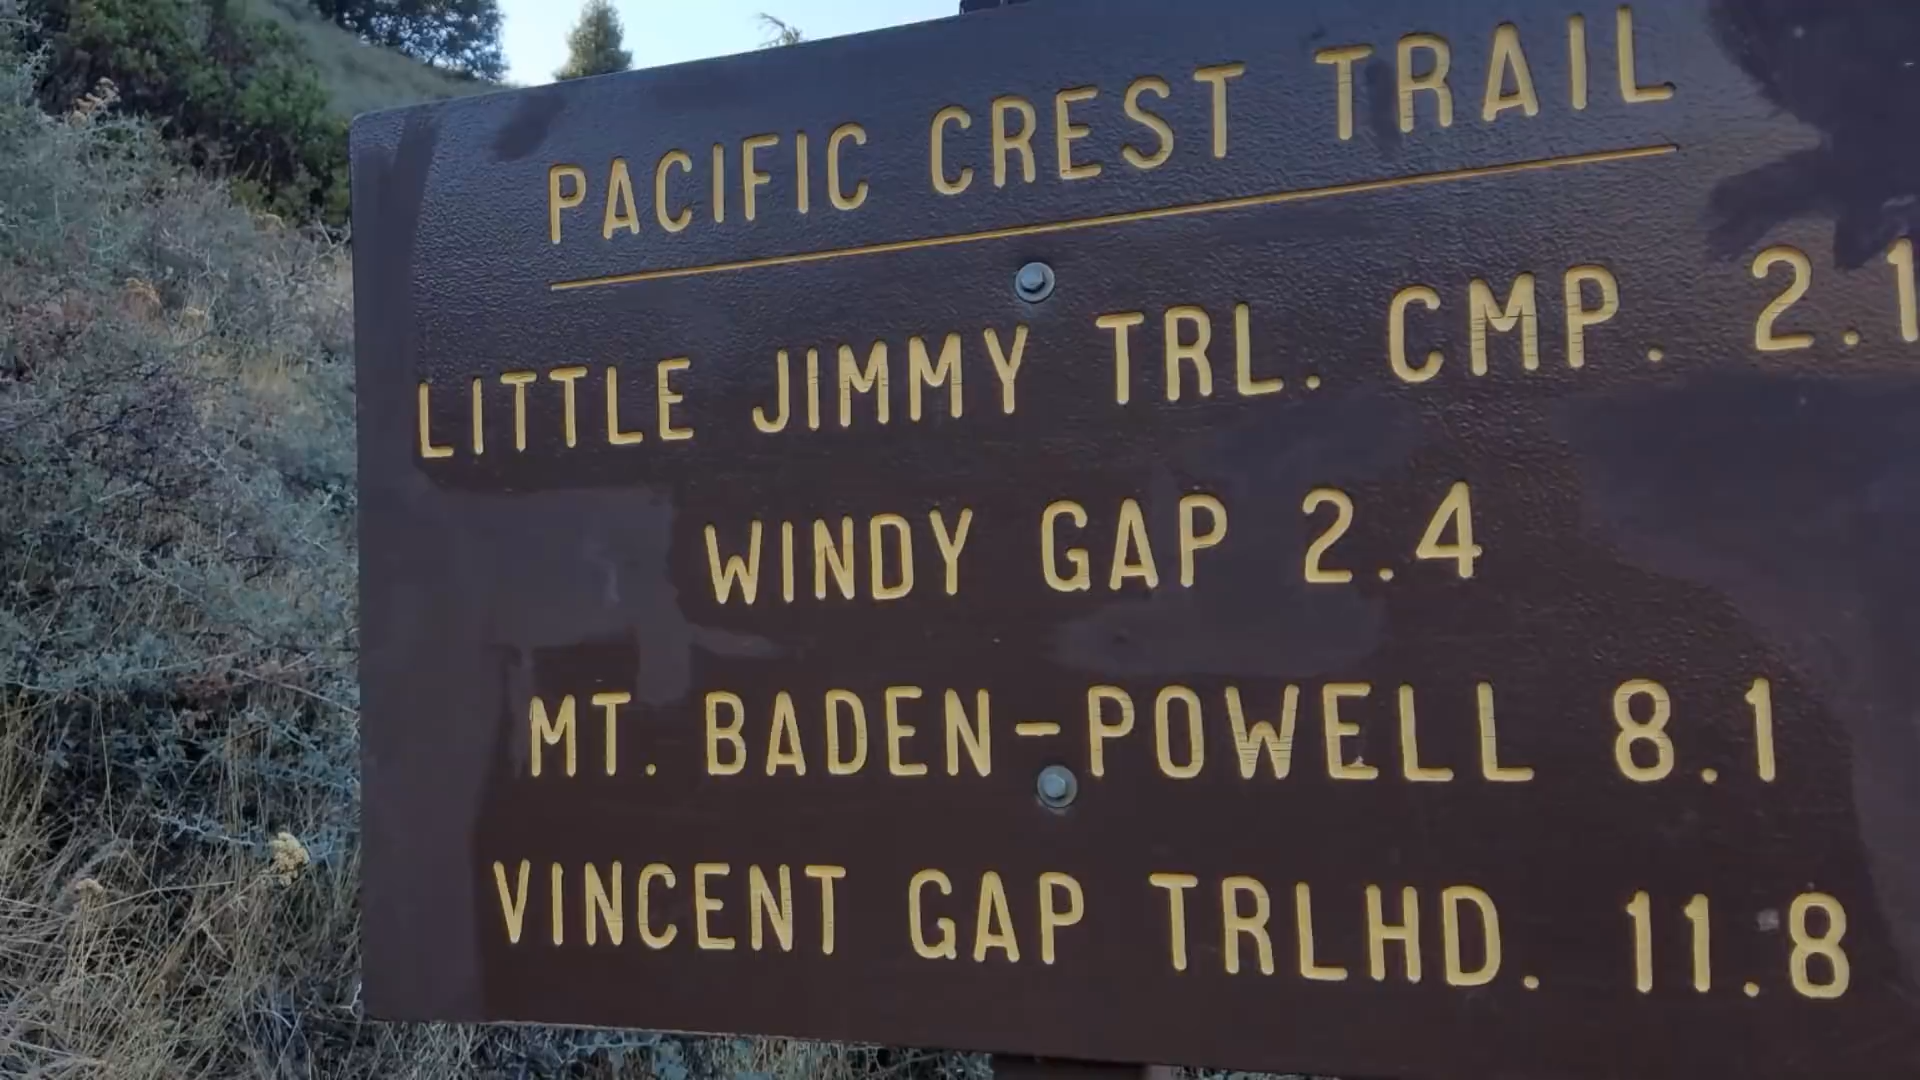 PACIFIC CREST TRAIL
LITTLE JIMMY TRL. CMP. 2.1
WINDY GAP 2.4
MT. BADEN-POWELL 8.1
VINCENT GAP TRLHD. 11.8